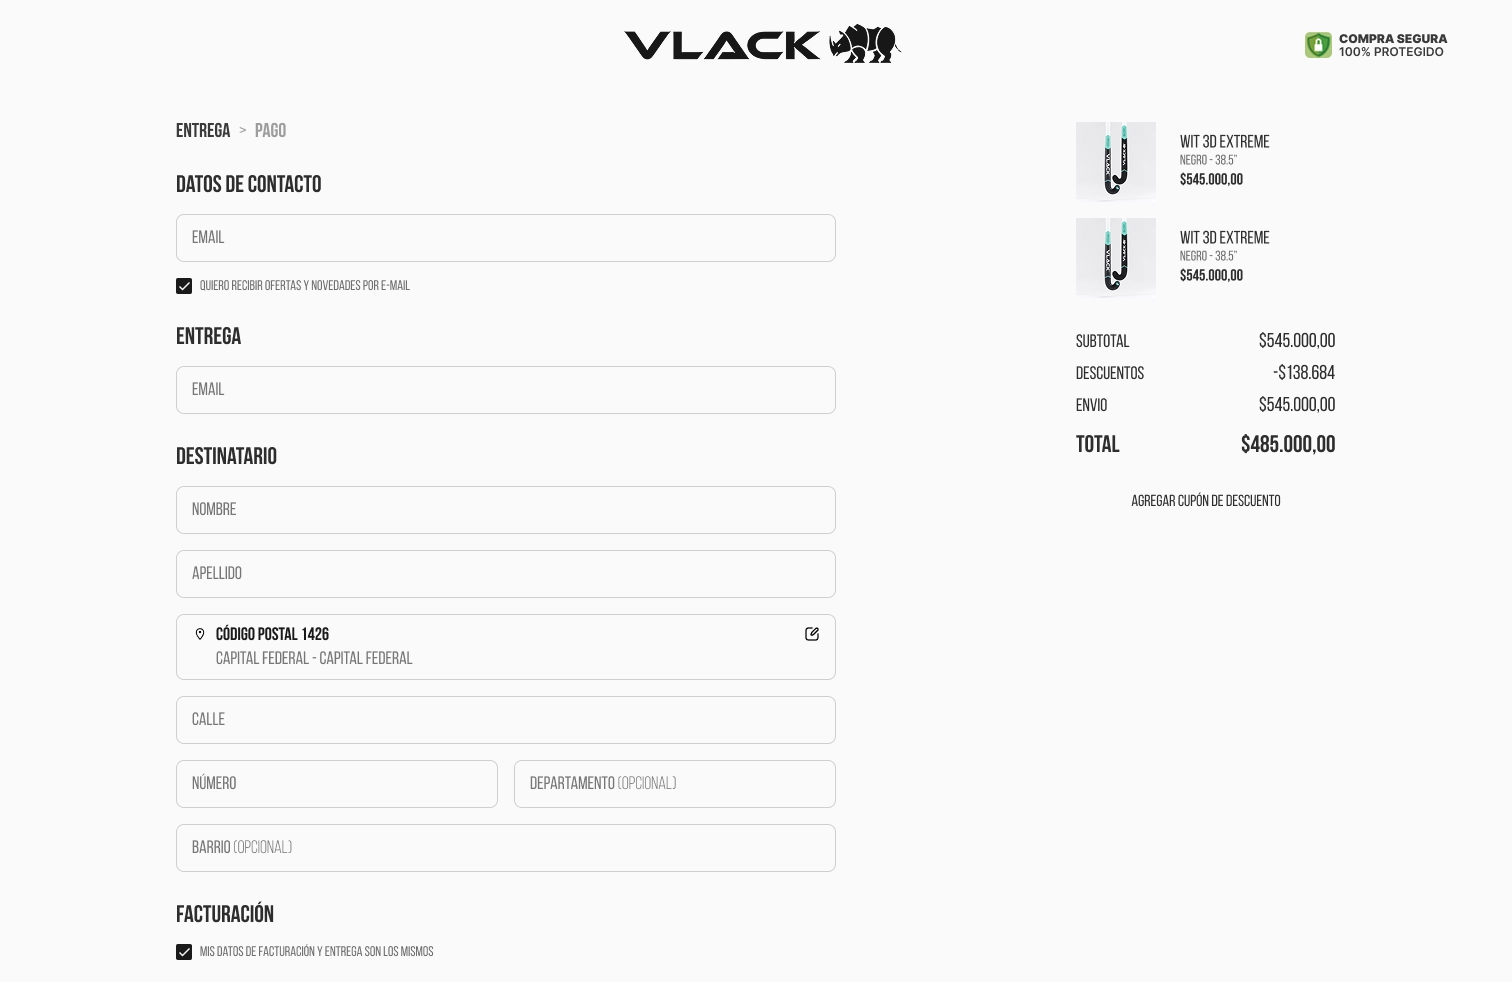 VLACK
COMPRA SEGURA
100% PROTEGIDO
ENTREGA > PAGO
DATOS DE CONTACTO
EMAIL
QUIERO RECIBIR OFERTAS Y NOVEDADES POR E-MAIL
ENTREGA
EMAIL
DESTINATARIO
NOMBRE
APELLIDO
CÓDIGO POSTAL 1426
CAPITAL FEDERAL - CAPITAL FEDERAL
CALLE
NÚMERO
DEPARTAMENTO (OPCIONAL)
BARRIO (OPCIONAL)
FACTURACIÓN
MIS DATOS DE FACTURACIÓN Y ENTREGA SON LOS MISMOS
VLACK
VLACK
WIT 3D EXTREME
NEGRO - 38.5"
$545.000,00
VLACK
VLACK
WIT 3D EXTREME
NEGRO - 38.5"
$545.000,00
SUBTOTAL $545.000,00
DESCUENTOS -$138.684
ENVIO $545.000,00
TOTAL $485.000,00
AGREGAR CUPÓN DE DESCUENTO